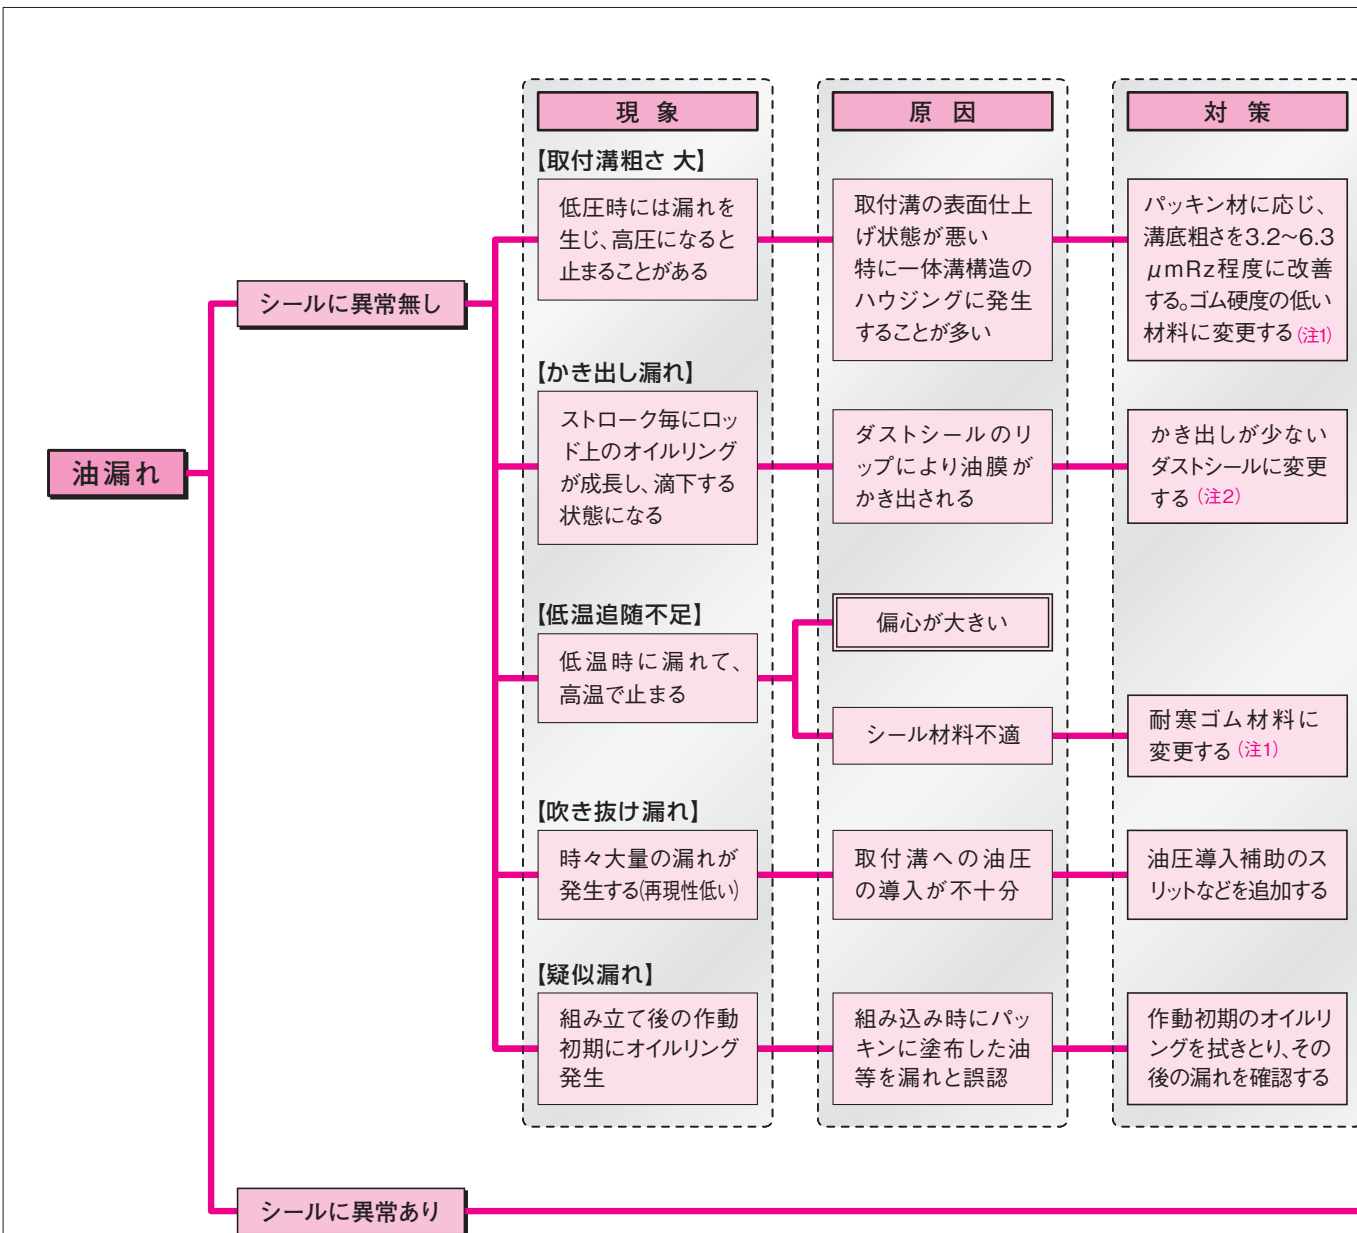 現象
原因
対策
【取付溝粗さ 大】
低圧時には漏れを
生じ、高圧になると
止まることがある
取付溝の表面仕上
げ状態が悪い
特に一体溝構造の
ハウジングに発生
することが多い
パッキン材に応じ、
溝底粗さを3.2〜6.3
μmRz程度に改善
する。ゴム硬度の低い
材料に変更する(注1)
シールに異常無し
【かき出し漏れ】
ストローク毎にロッ
ド上のオイルリング
が成長し、滴下する
状態になる
ダストシールのリ
ップにより油膜が
かき出される
かき出しが少ない
ダストシールに変更
する(注2)
油漏れ
【低温追随不足】
低温時に漏れて、
高温で止まる
偏心が大きい
シール材料不適
耐寒ゴム材料に
変更する(注1)
【吹き抜け漏れ】
時々大量の漏れが
発生する(再現性低い)
取付溝への油圧
の導入が不十分
油圧導入補助のス
リットなどを追加する
【疑似漏れ】
組み立て後の作動
初期にオイルリング
発生
組み込み時にパッ
キンに塗布した油
等を漏れと誤認
作動初期のオイルリ
ングを拭きとり、その
後の漏れを確認する
シールに異常あり